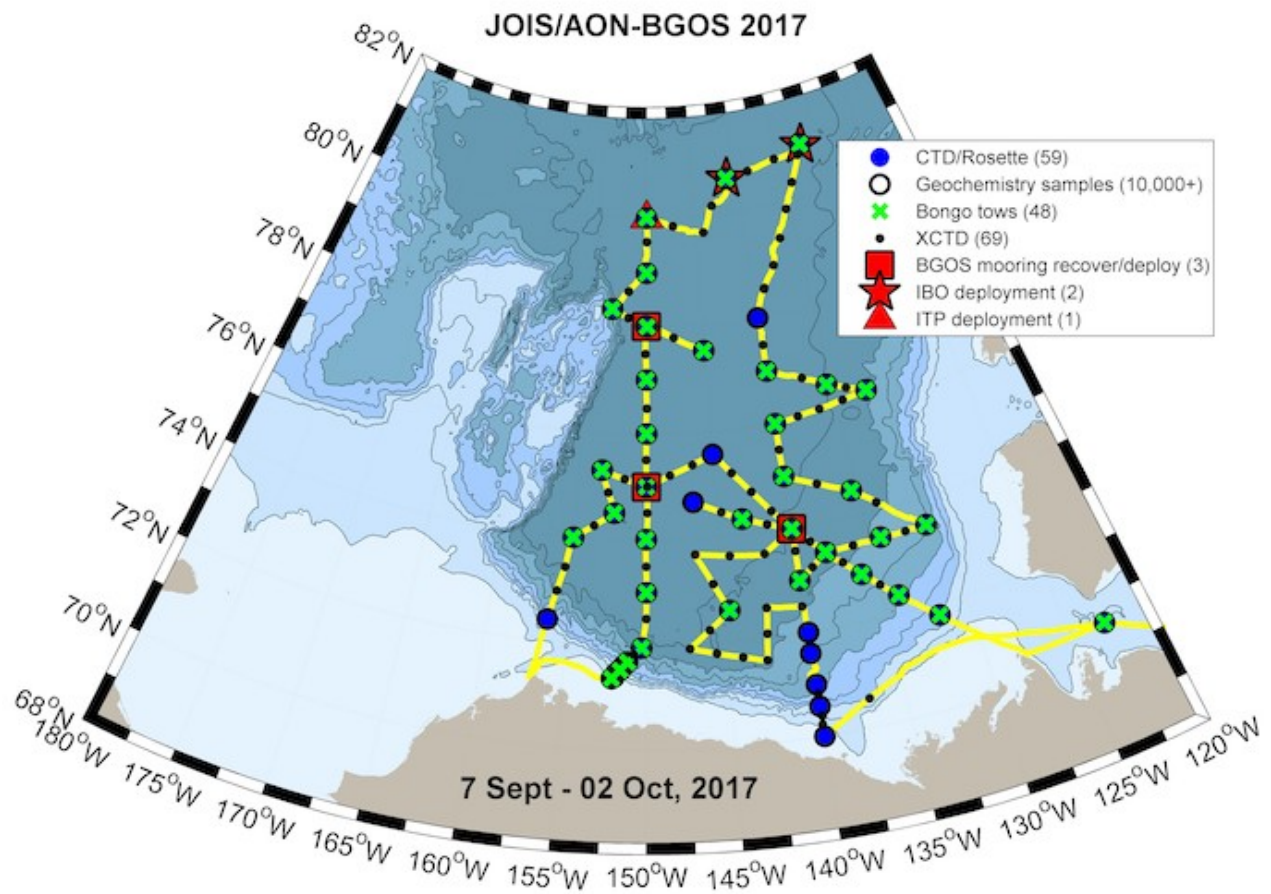 JOIS/AON-BGOS 2017
82°N
80°N
78°N
76°N
74°N
72°N
70°N
68°N
CTD/Rosette (59)
Geochemistry samples (10,000+)
Bongo tows (48)
XCTD (69)
BGOS mooring recover/deploy (3)
IBO deployment (2)
ITP deployment (1)
7 Sept - 02 Oct, 2017
180°W
175°W
170°W
165°W
160°W
155°W
150°W
145°W
140°W
135°W
130°W
125°W
120°W